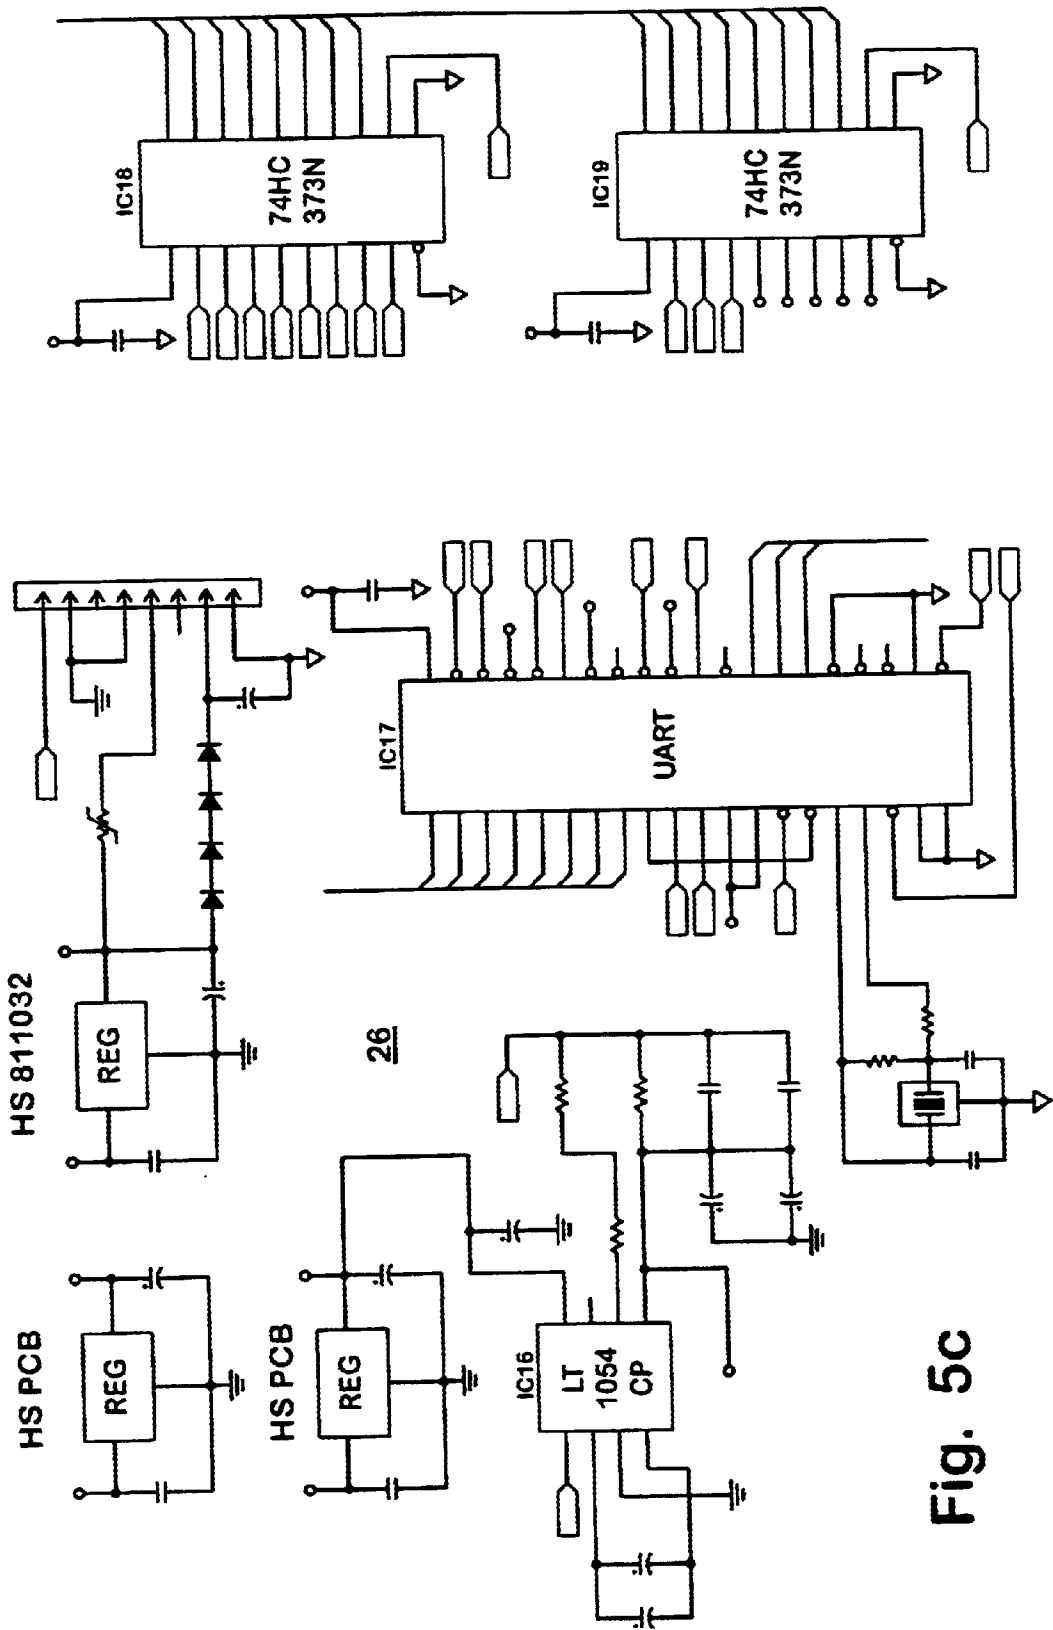 HS PCB
REG
HS 811032
REG
HS PCB
REG
26
IC16
LT
1054
CP
IC17
UART
IC18
74HC
373N
IC19
74HC
373N
Fig. 5c